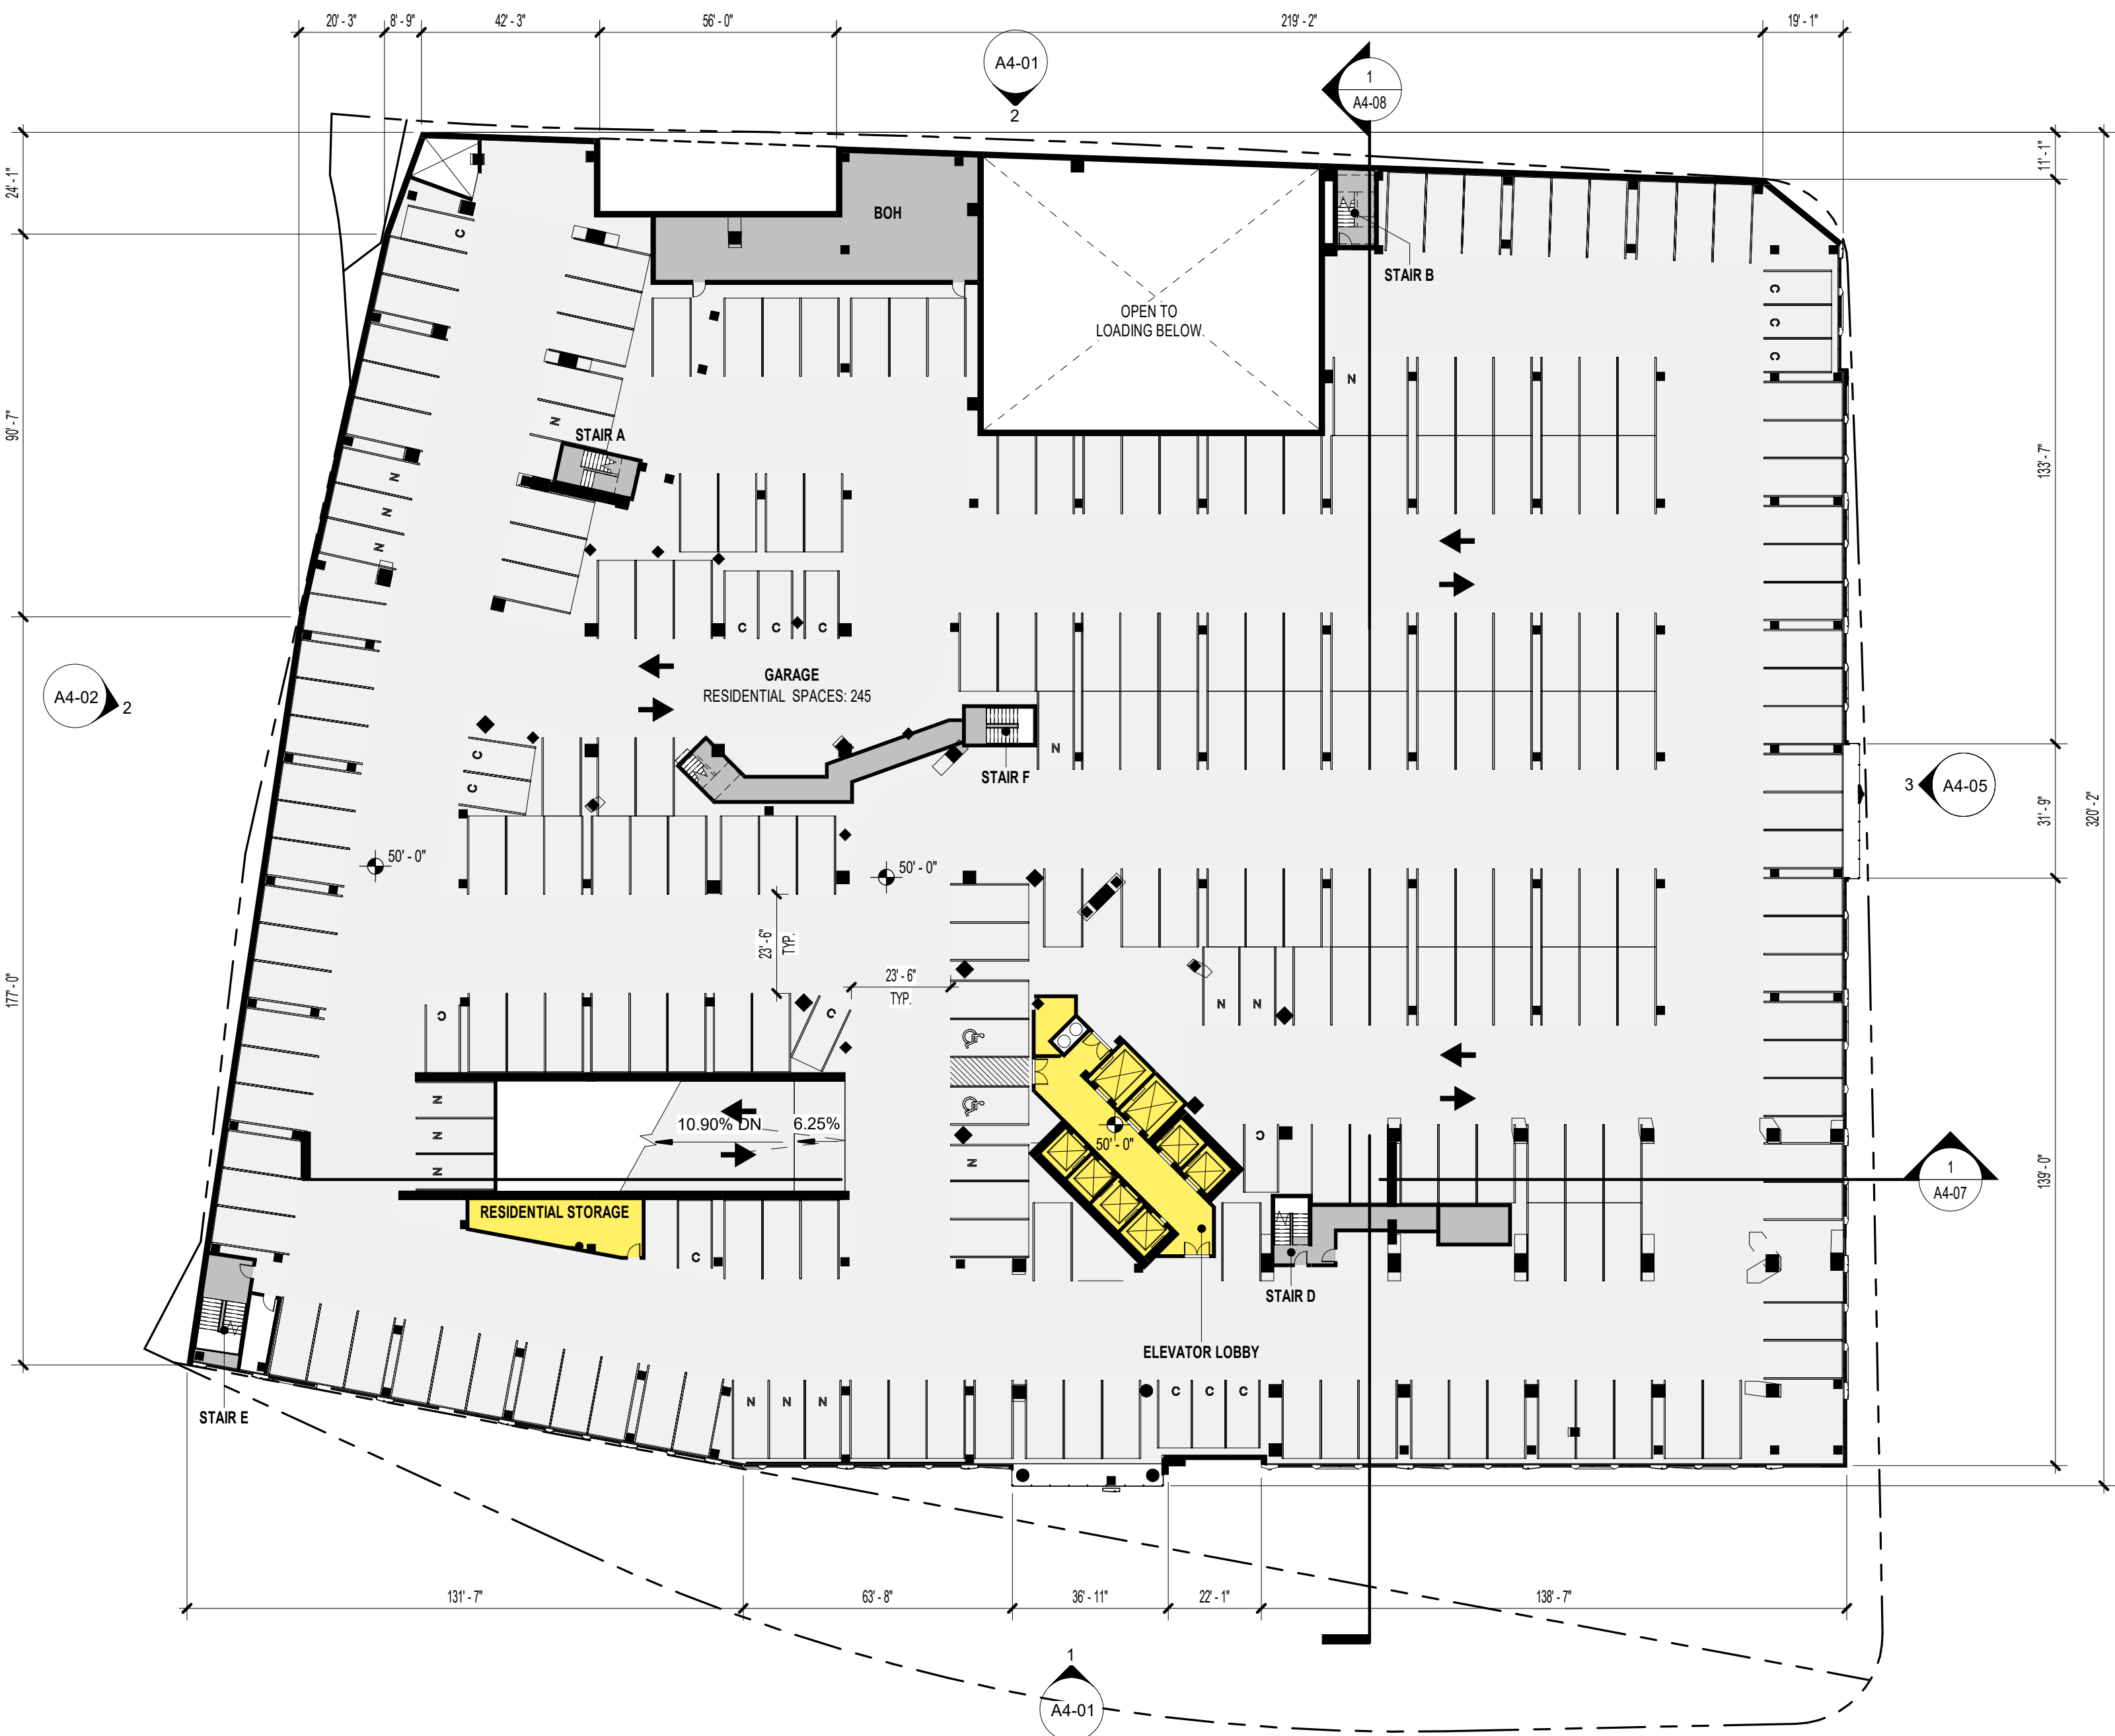 20' - 3" 8' - 9" 42' - 3" 56' - 0" 219' - 2" 19' - 1"
A4-01
2
1
A4-08
24' - 1"
11' - 1"
C
BOH
STAIR B
C
C
C
OPEN TO
LOADING BELOW
N
90' - 7"
N
STAIR A
133' - 7"
N
N
N
C C C
GARAGE
RESIDENTIAL SPACES: 245
A4-02
2
C
N
STAIR F
C
3
A4-05
31' - 9"
320' - 2"
50' - 0"
50' - 0"
23' - 6"
TYP.
23' - 6"
TYP.
177' - 0"
C
C
N N
N
N
N
10.90% DN
6.25%
50' - 0"
C
N
1
A4-07
139' - 0"
RESIDENTIAL STORAGE
C
STAIR D
ELEVATOR LOBBY
STAIR E
N N N
C C C
131' - 7" 63' - 8" 36' - 11" 22' - 1" 138' - 7"
1
A4-01